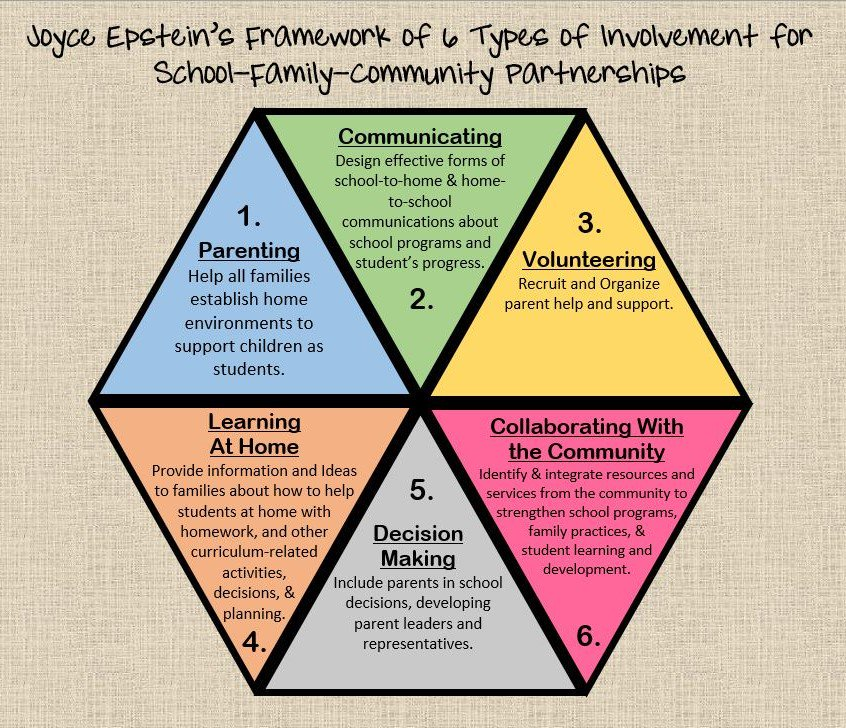 Joyce Epstein's Framework of 6 Types of Involvement for
School-Family-Community Partnerships
1.
Parenting
Help all families
establish home
environments to
support children as
students.
Communicating
Design effective forms of
school-to-home & home-
to-school
communications about
school programs and
student's progress.
2.
3.
Volunteering
Recruit and Organize
parent help and support.
Learning
At Home
Provide information and Ideas
to families about how to help
students at home with
homework, and other
curriculum-related
activities,
decisions, &
planning.
4.
5.
Decision
Making
Include parents in school
decisions, developing
parent leaders and
representatives.
Collaborating With
the Community
Identify & integrate resources and
services from the community to
strengthen school programs,
family practices, &
student learning and
development.
6.